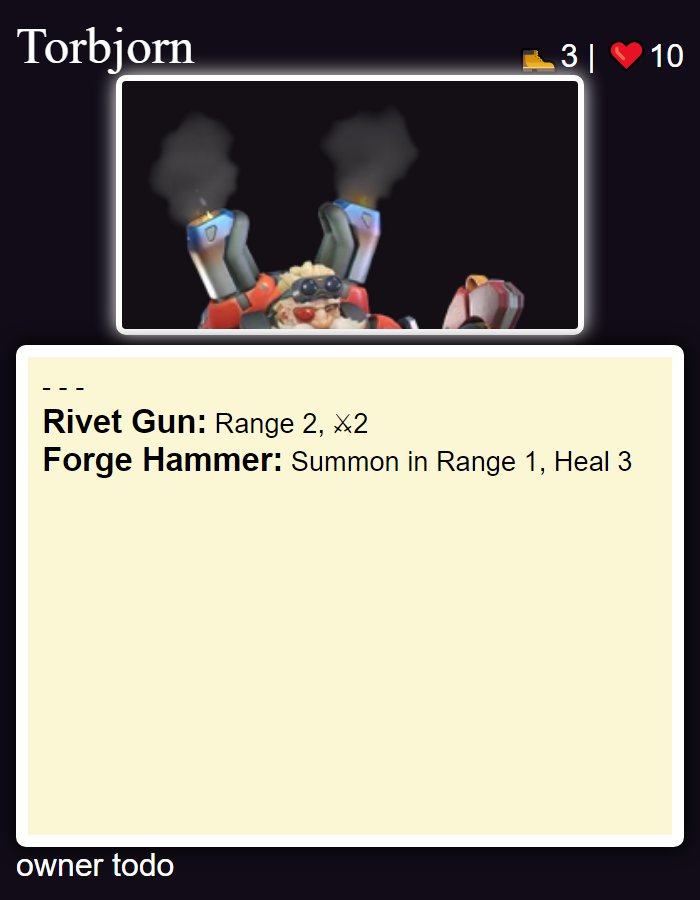 Torbjorn
🥾3 | ❤️10
- - -
Rivet Gun: Range 2, ⚔2
Forge Hammer: Summon in Range 1, Heal 3
owner todo